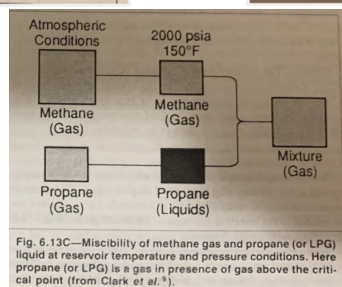 Atmospheric
Conditions
2000 psia
150°F
Methane
(Gas)
Methane
(Gas)
Mixture
(Gas)
Propane
(Gas)
Propane
(Liquids)
Fig. 6.13C—Miscibility of methane gas and propane (or LPG)
liquid at reservoir temperature and pressure conditions. Here
propane (or LPG) is a gas in presence of gas above the criti-
cal point (from Clark et al.⁹).